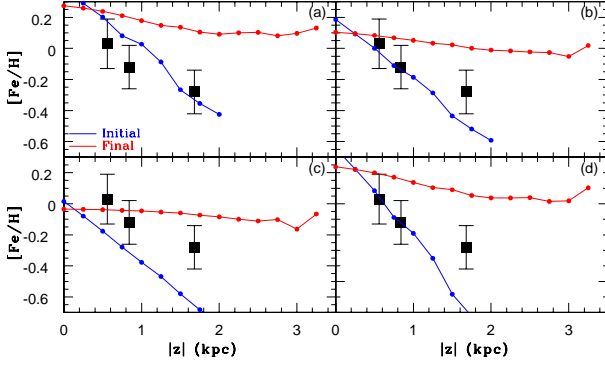 (a)
(b)
0.2
0
-0.2
-0.4
-0.6
[Fe/H]
Initial
Final
(c)
(d)
0.2
0
-0.2
-0.4
-0.6
[Fe/H]
0 1 2 3 0 1 2 3
|z| (kpc) |z| (kpc)